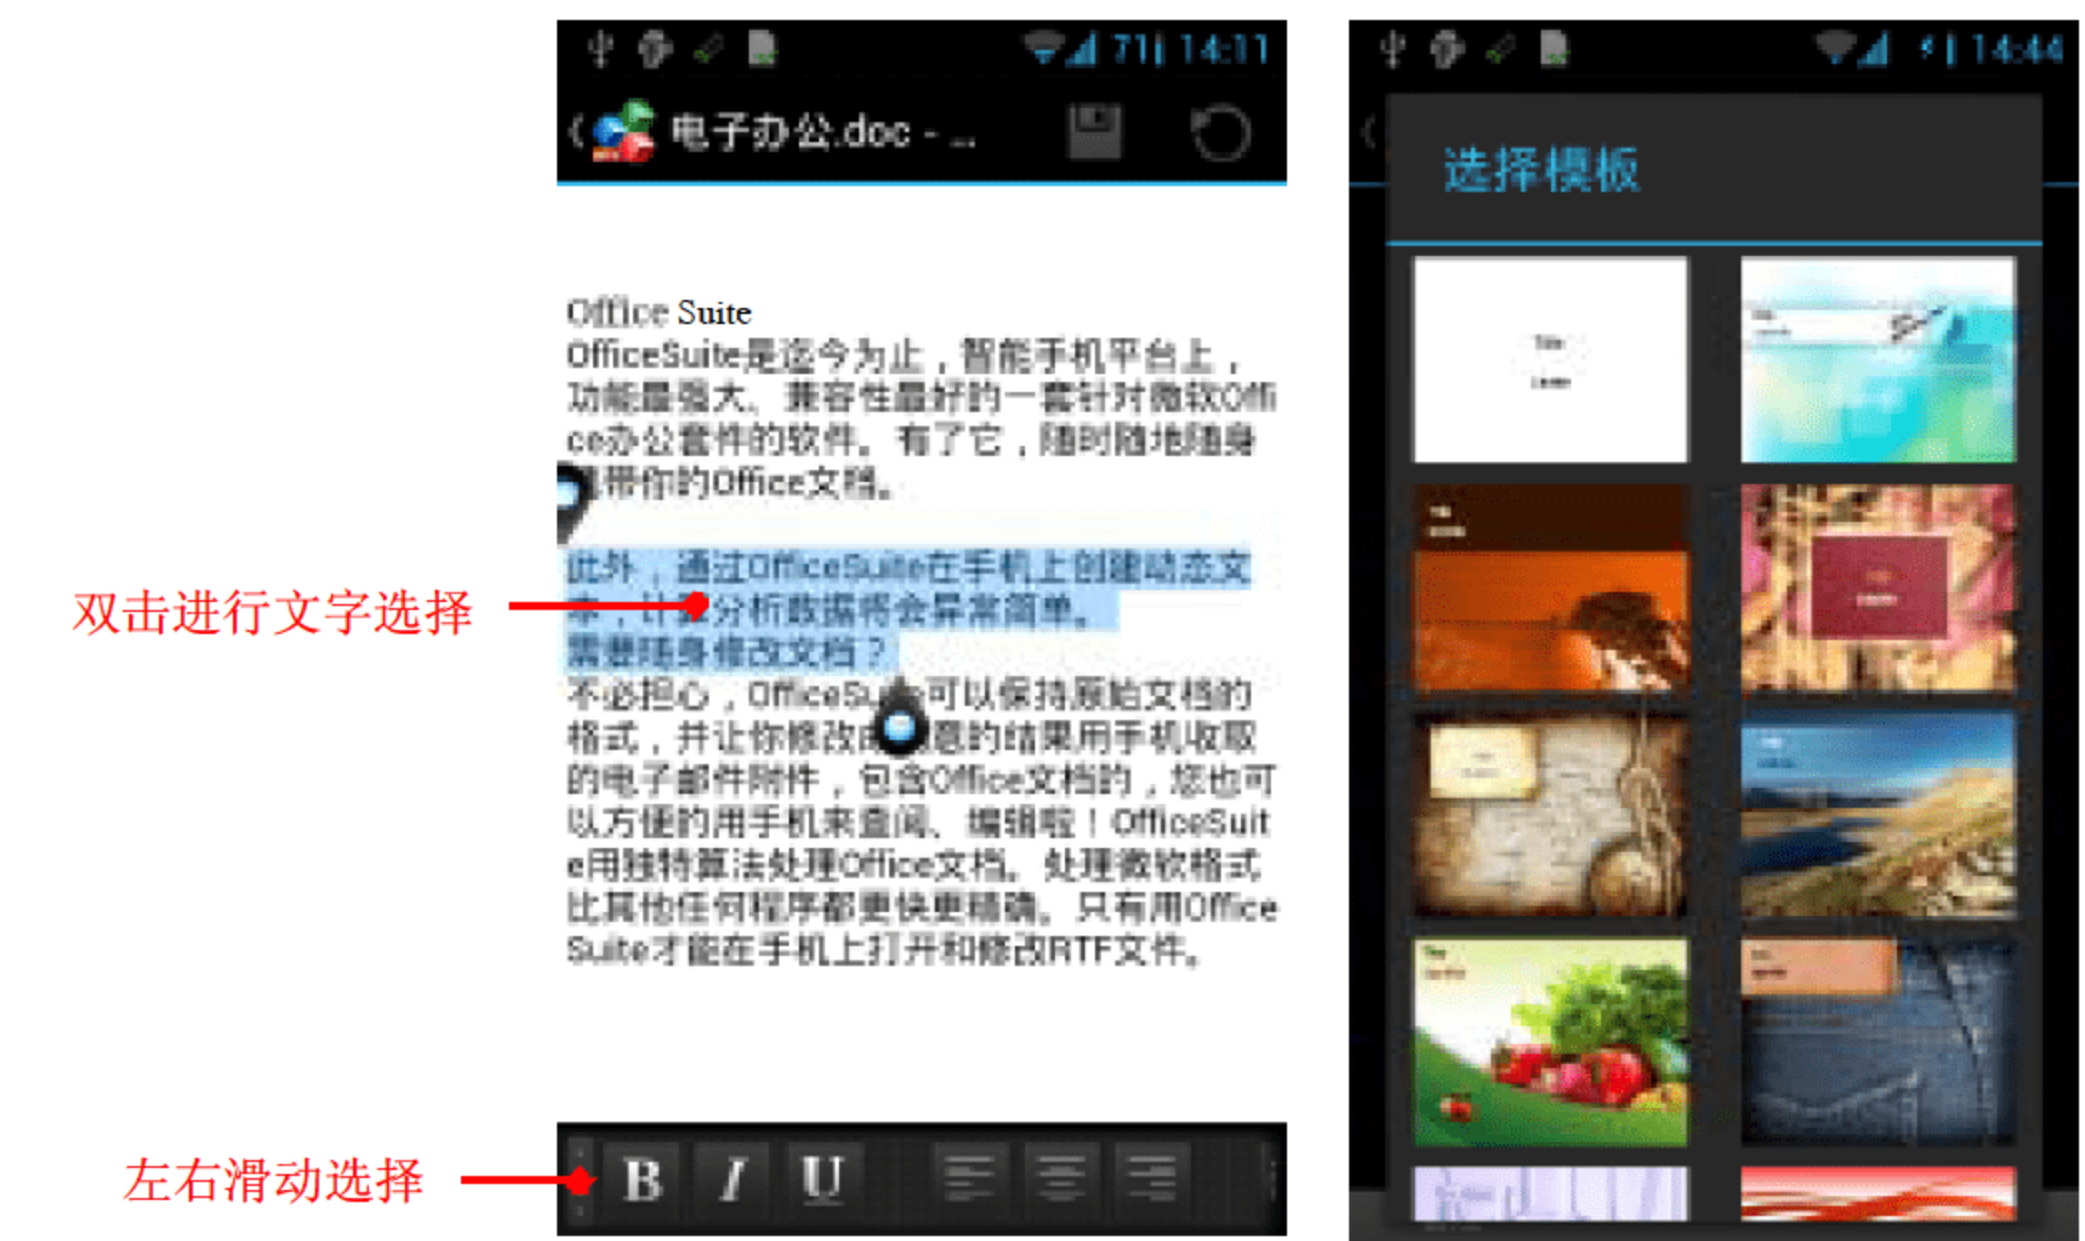 71 14:11
电子办公.doc - ...
Office Suite
OfficeSuite是迄今为止，智能手机平台上，
功能最强大、兼容性最好的一套针对微软Offi
ce办公套件的软件。有了它，随时随地随身
带你的Office文档。
此外，通过OfficeSuite在手机上创建动态文
本，计算分析数据将会异常简单。
需要随身修改文档？
不必担心，OfficeSuite可以保持原始文档的
格式，并让你修改 意的结果用手机收取
的电子邮件附件，包含Office文档的，您也可
以方便的用手机来查阅、编辑啦！OfficeSuit
e用独特算法处理Office文档。处理微软格式
比其他任何程序都更快更精确。只有用Office
Suite才能在手机上打开和修改RTF文件。
双击进行文字选择
左右滑动选择
B I U
14:44
选择模板
Title